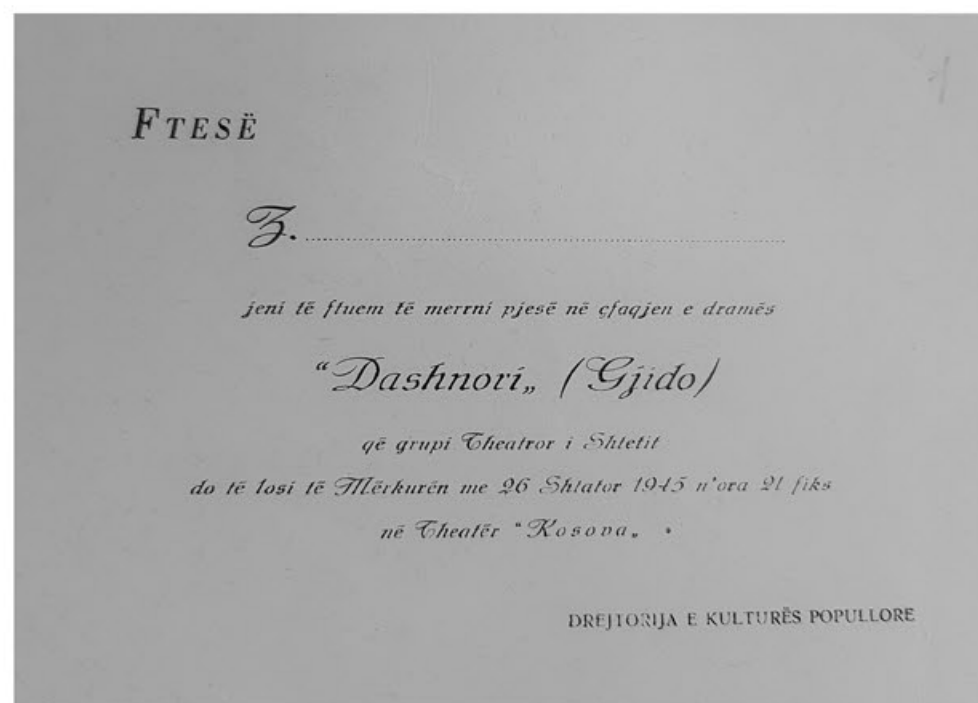 FTESË
Z.
jeni të ftuem të merrni pjesë në çfaqjen e dramës
“Dashnori„ (Gjido)
që grupi Theatror i Shtetit
do të losi të Mërkurën me 26 Shtator 1945 n'ora 21 fiks
në Theatër “Kosova„
DREJTORIJA E KULTURËS POPULLORE